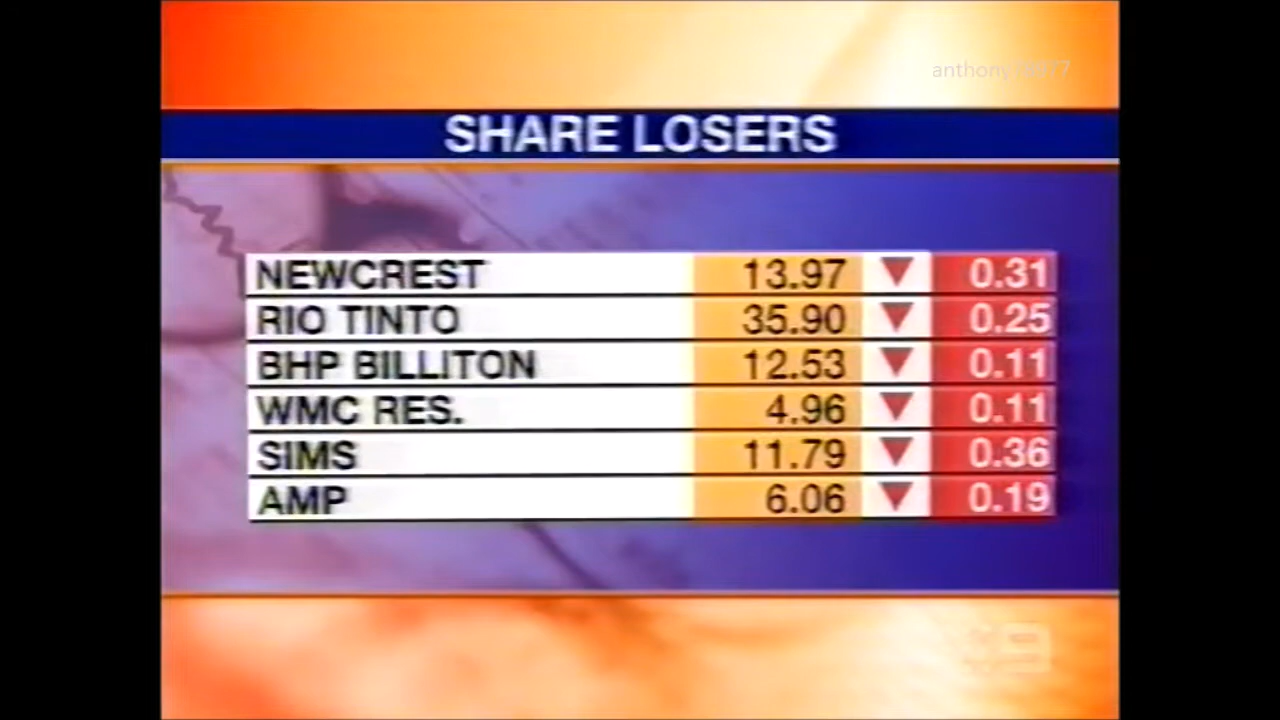 SHARE LOSERS
NEWCREST 13.97 ▼ 0.31
RIO TINTO 35.90 ▼ 0.25
BHP BILLITON 12.53 ▼ 0.11
WMC RES. 4.96 ▼ 0.11
SIMS 11.79 ▼ 0.36
AMP 6.06 ▼ 0.19
9